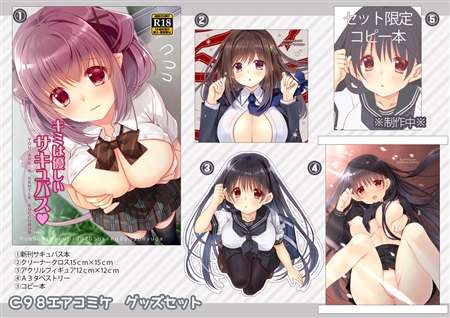 ①
R18
つつつ
キミは優しい
サキュバス♥
②
③
④
⑤
セット限定
コピー本
※制作中※
①新刊サキュバス本
②クリーナークロス15cm×15cm
③アクリルフィギュア12cm×12cm
④A3タペストリー
⑤コピー本
C98エアコミケ グッズセット